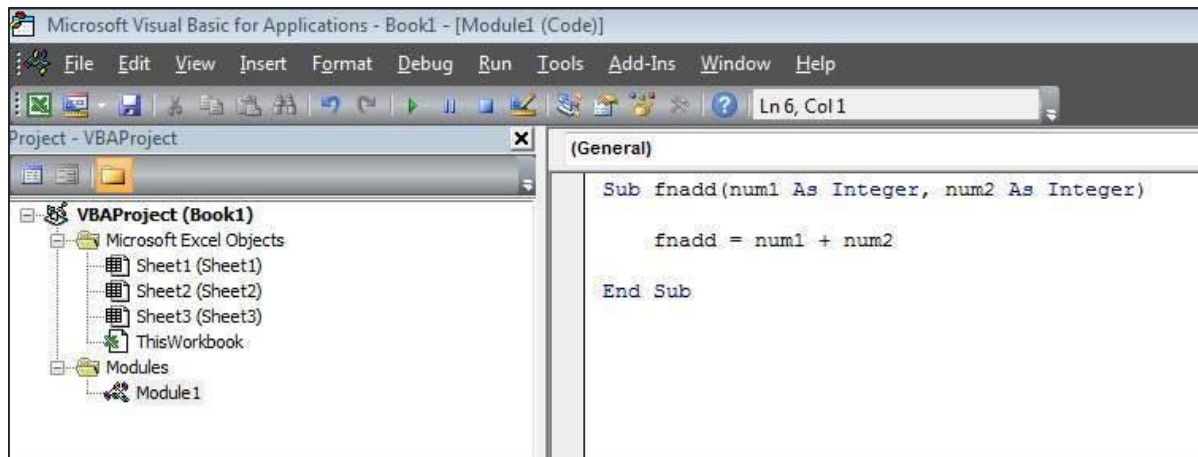 Microsoft Visual Basic for Applications - Book1 - [Module1 (Code)]
File Edit View Insert Format Debug Run Tools Add-Ins Window Help
Ln 6, Col 1
Project - VBAProject
VBAProject (Book1)
Microsoft Excel Objects
Sheet1 (Sheet1)
Sheet2 (Sheet2)
Sheet3 (Sheet3)
ThisWorkbook
Modules
Module1
(General)
Sub fnadd(num1 As Integer, num2 As Integer)
fnadd = num1 + num2
End Sub